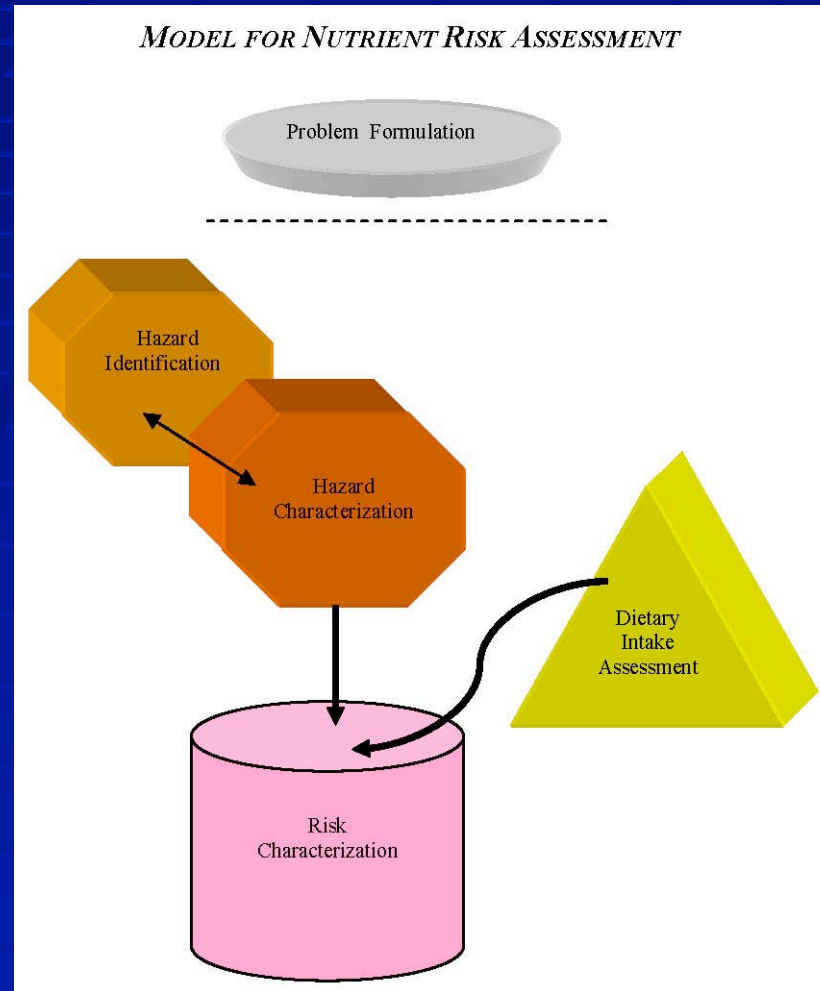 MODEL FOR NUTRIENT RISK ASSESSMENT
Problem Formulation
Hazard
Identification
Hazard
Characterization
Dietary
Intake
Assessment
Risk
Characterization